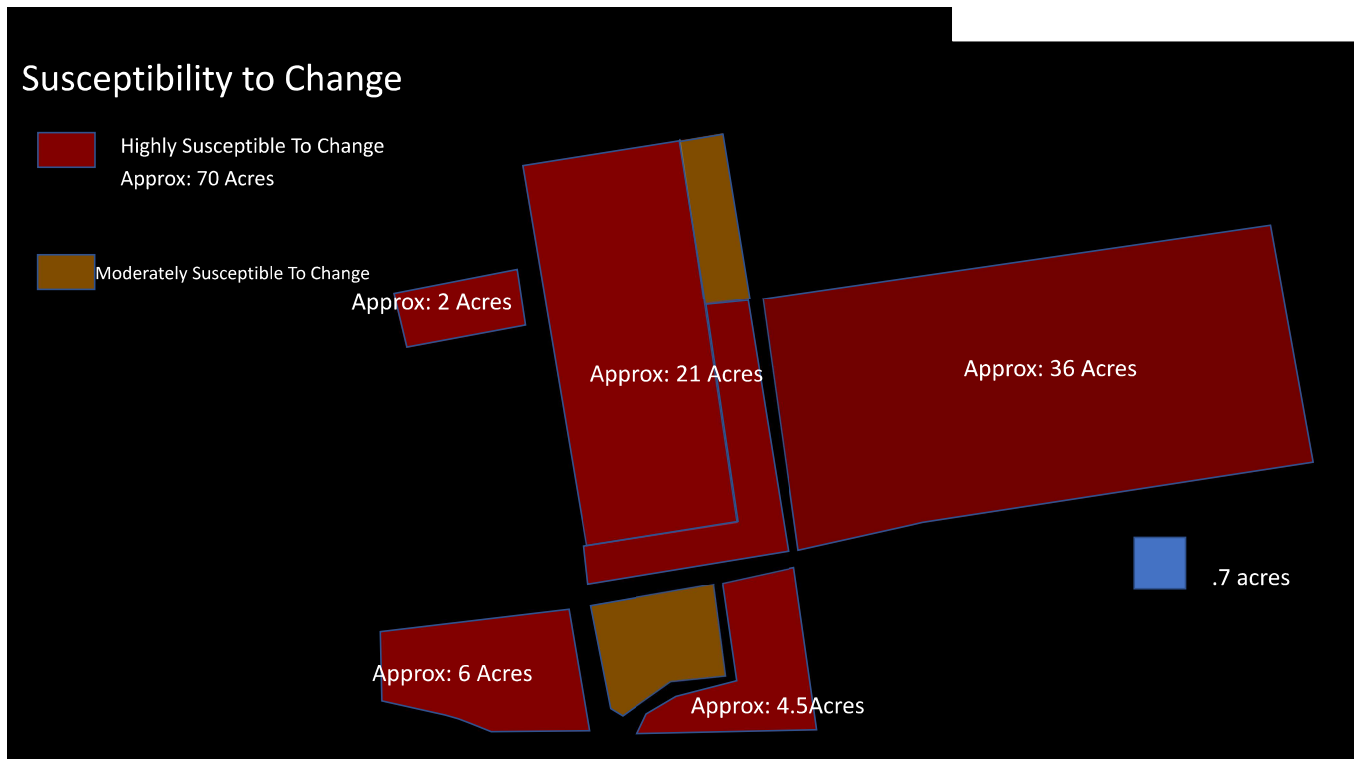 Susceptibility to Change
Highly Susceptible To Change
Approx: 70 Acres
Moderately Susceptible To Change
Approx: 2 Acres
Approx: 21 Acres
Approx: 36 Acres
.7 acres
Approx: 6 Acres
Approx: 4.5Acres